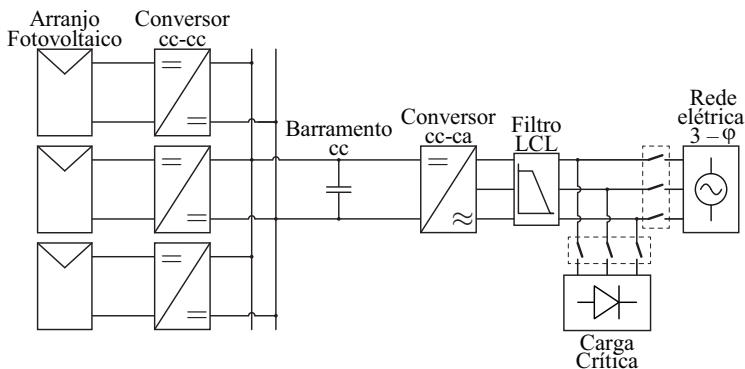 Arranjo
Fotovoltaico
Conversor
cc-cc
Barramento
cc
Conversor
cc-ca
Filtro
LCL
Rede
elétrica
3 – φ
Carga
Crítica